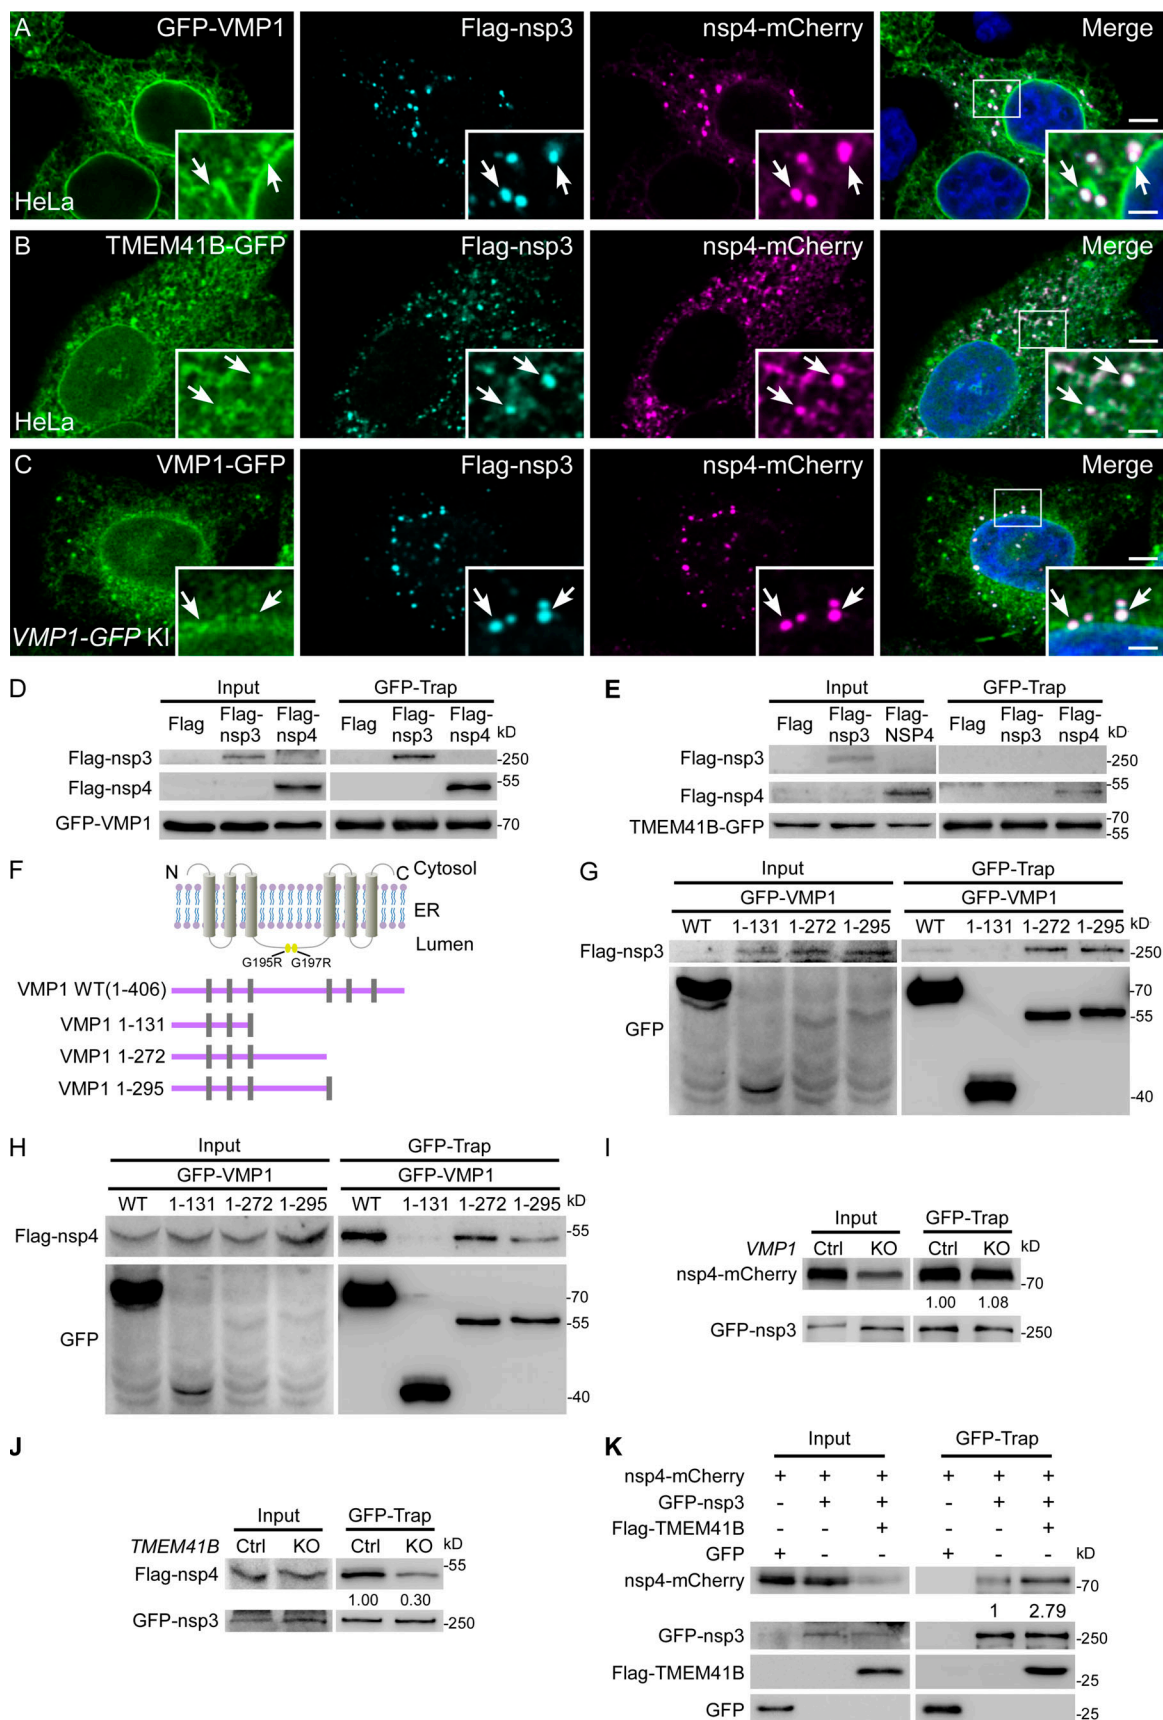 A GFP-VMP1 Flag-nsp3 nsp4-mCherry Merge
HeLa
B TMEM41B-GFP Flag-nsp3 nsp4-mCherry Merge
HeLa
C VMP1-GFP Flag-nsp3 nsp4-mCherry Merge
VMP1-GFP KI
D Input GFP-Trap
Flag Flag-nsp3 Flag-nsp4 Flag Flag-nsp3 Flag-nsp4 kD
Flag-nsp3 -250
Flag-nsp4 -55
GFP-VMP1 -70
E Input GFP-Trap
Flag Flag-nsp3 Flag-NSP4 Flag Flag-nsp3 Flag-nsp4 kD
Flag-nsp3 -250
Flag-nsp4 -55
TMEM41B-GFP -70
-55
F
N C Cytosol
ER
Lumen
G195R G197R
VMP1 WT(1-406)
VMP1 1-131
VMP1 1-272
VMP1 1-295
G Input GFP-Trap
GFP-VMP1 GFP-VMP1
WT 1-131 1-272 1-295 WT 1-131 1-272 1-295 kD
Flag-nsp3 -250
GFP -70
-55
-40
H Input GFP-Trap
GFP-VMP1 GFP-VMP1
WT 1-131 1-272 1-295 WT 1-131 1-272 1-295 kD
Flag-nsp4 -55
GFP -70
-55
-40
I Input GFP-Trap
VMP1 Ctrl KO Ctrl KO kD
nsp4-mCherry -70
1.00 1.08
GFP-nsp3 -250
J Input GFP-Trap
TMEM41B Ctrl KO Ctrl KO kD
Flag-nsp4 -55
1.00 0.30
GFP-nsp3 -250
K Input GFP-Trap
nsp4-mCherry + + + + + +
GFP-nsp3 - + + - + +
Flag-TMEM41B - - + - - +
GFP + - - + - - kD
nsp4-mCherry -70
1 2.79
GFP-nsp3 -250
Flag-TMEM41B -25
GFP -25